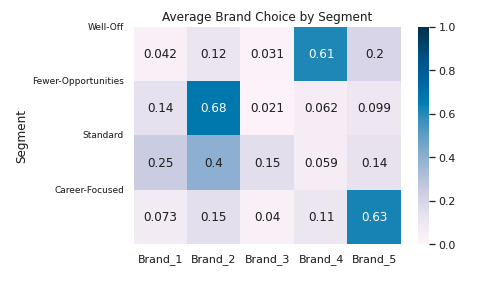 Average Brand Choice by Segment
Well-Off
0.042 0.12 0.031 0.61 0.2
Fewer-Opportunities
0.14 0.68 0.021 0.062 0.099
Standard
0.25 0.4 0.15 0.059 0.14
Career-Focused
0.073 0.15 0.04 0.11 0.63
Segment
Brand_1 Brand_2 Brand_3 Brand_4 Brand_5
1.0
0.8
0.6
0.4
0.2
0.0